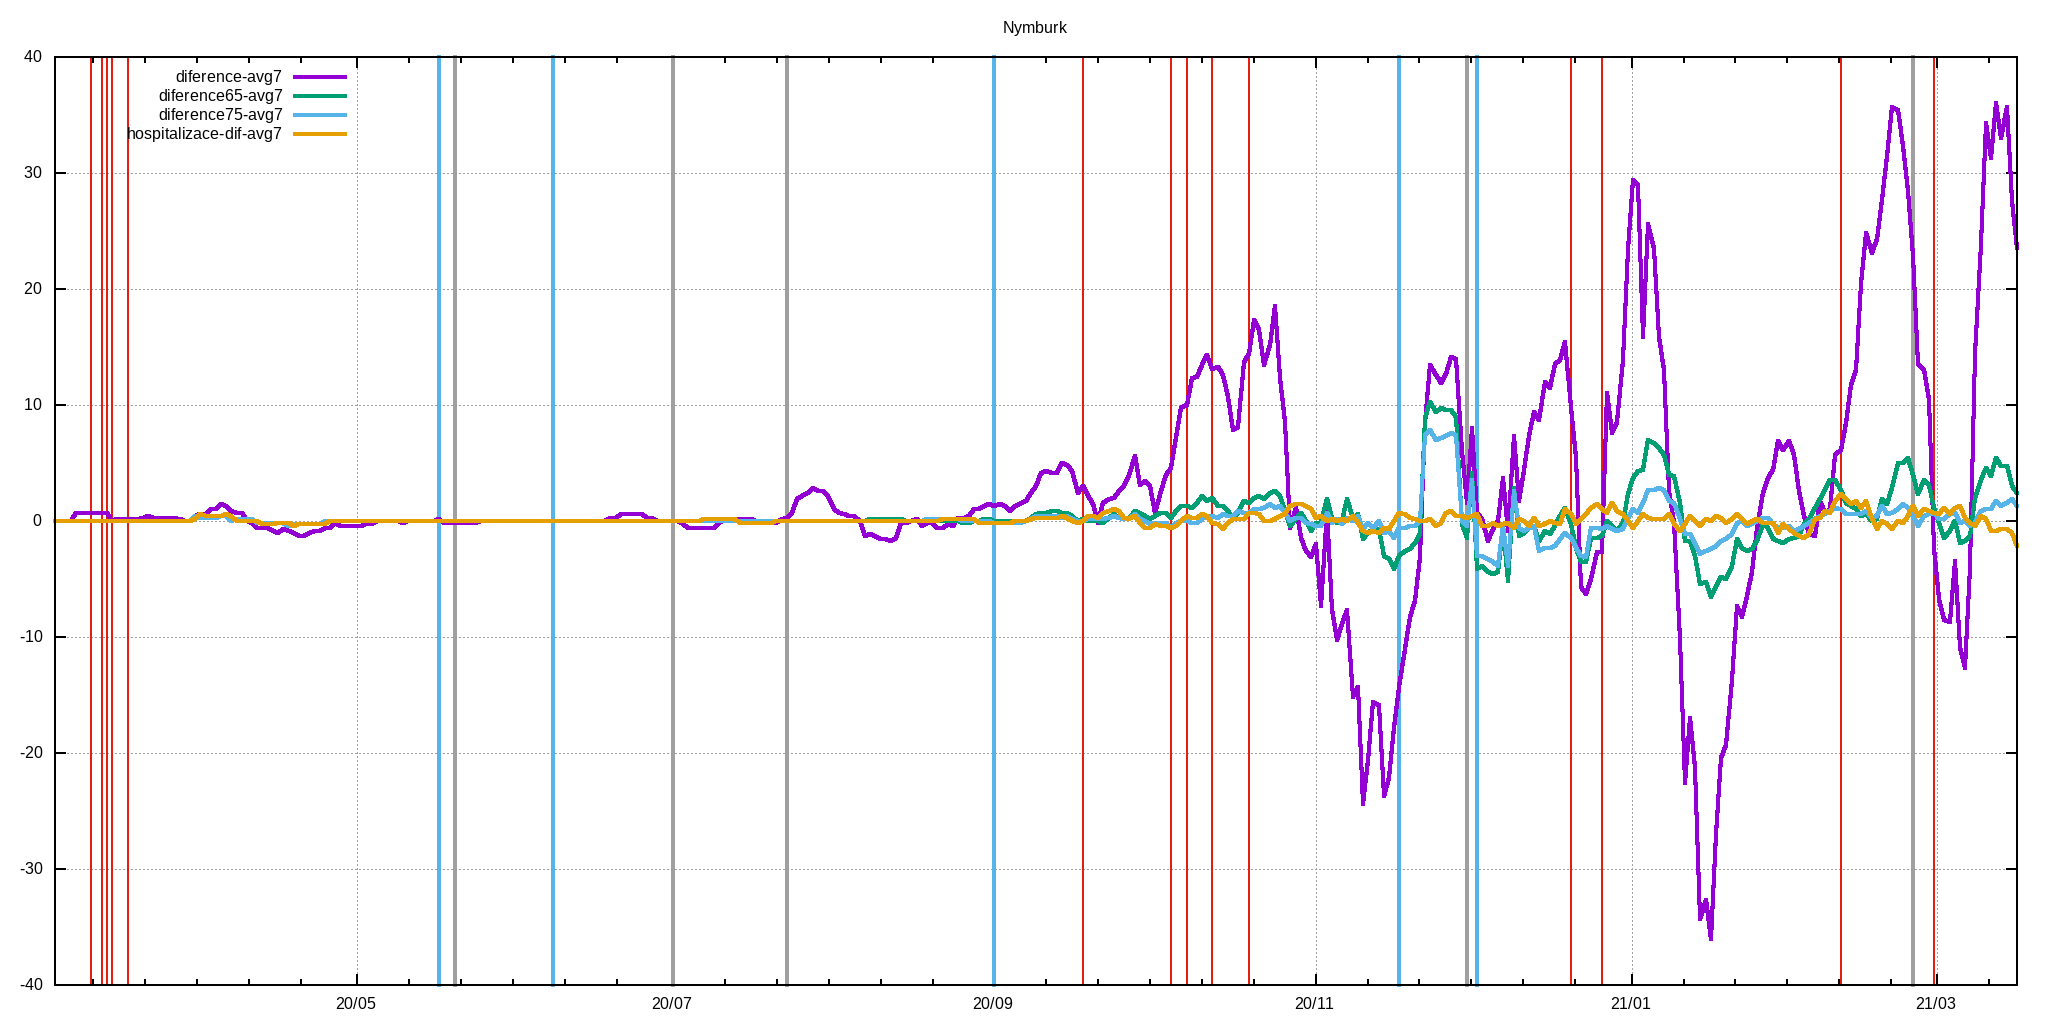 Nymburk
diference-avg7
diference65-avg7
diference75-avg7
hospitalizace-dif-avg7
40
30
20
10
0
-10
-20
-30
-40
20/05 20/07 20/09 20/11 21/01 21/03